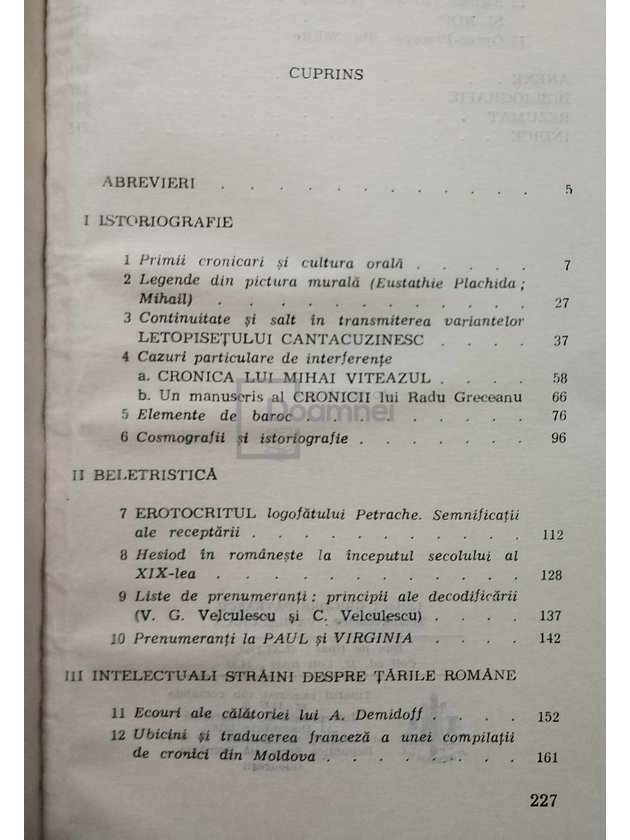 CUPRINS
ABREVIERI . . . . . . . . . . . . 5
I ISTORIOGRAFIE
1 Primii cronicari și cultura orală . . . . . 7
2 Legende din pictura murală (Eustathie Plachida ;
Mihail) . . . . . . . . . . . 27
3 Continuitate și salt în transmiterea variantelor
LETOPISEȚULUI CANTACUZINESC . . . . 37
4 Cazuri particulare de interferențe
a. CRONICA LUI MIHAI VITEAZUL . . . . 58
b. Un manuscris al CRONICII lui Radu Greceanu 66
5 Elemente de baroc . . . . . . . . 76
6 Cosmografii și istoriografie . . . . . . . 96
II BELETRISTICĂ
7 EROTOCRITUL logofătului Petrache. Semnificații
ale receptării . . . . . . . . . . . 112
8 Hesiod în românește la începutul secolului al
XIX-lea . . . . . . . . . . . . 128
9 Liste de prenumeranți : principii ale decodificării
(V. G. Velculescu și C. Velculescu) . . . . 137
10 Prenumeranți la PAUL și VIRGINIA . . . . 142
III INTELECTUALI STRĂINI DESPRE ȚĂRILE ROMÂNE
11 Ecouri ale călătoriei lui A. Demidoff . . . . 152
12 Ubicini și traducerea franceză a unei compilații
de cronici din Moldova . . . . . . . . 161
227